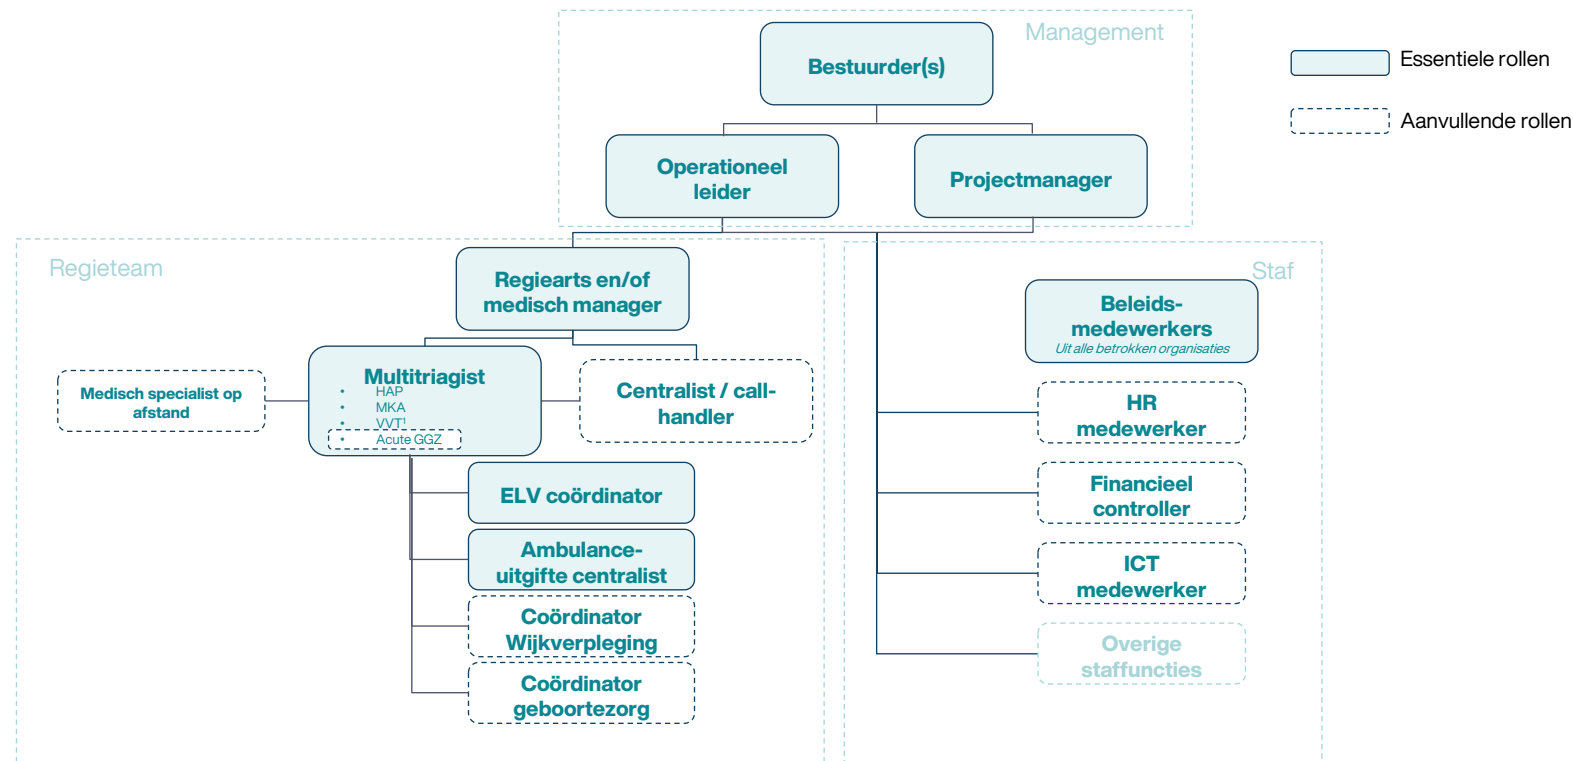 Management
Bestuurder(s)
Essentiele rollen
Aanvullende rollen
Operationeel
leider
Projectmanager
Regieteam
Regiearts en/of
medisch manager
Multitriagist
• HAP
• MKA
• VVT¹
• Acute GGZ
Medisch specialist op
afstand
Centralist / call-
handler
ELV coördinator
Ambulance-
uitgifte centralist
Coördinator
Wijkverpleging
Coördinator
geboortezorg
Staf
Beleids-
medewerkers
Uit alle betrokken organisaties
HR
medewerker
Financieel
controller
ICT
medewerker
Overige
staffuncties